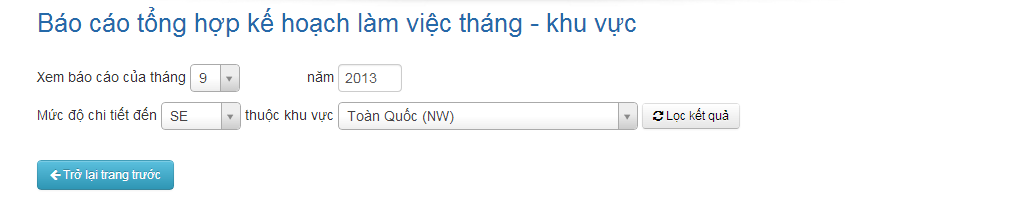 Báo cáo tổng hợp kế hoạch làm việc tháng - khu vực
Xem báo cáo của tháng 9 năm 2013
Mức độ chi tiết đến SE thuộc khu vực Toàn Quốc (NW) Lọc kết quả
Trở lại trang trước